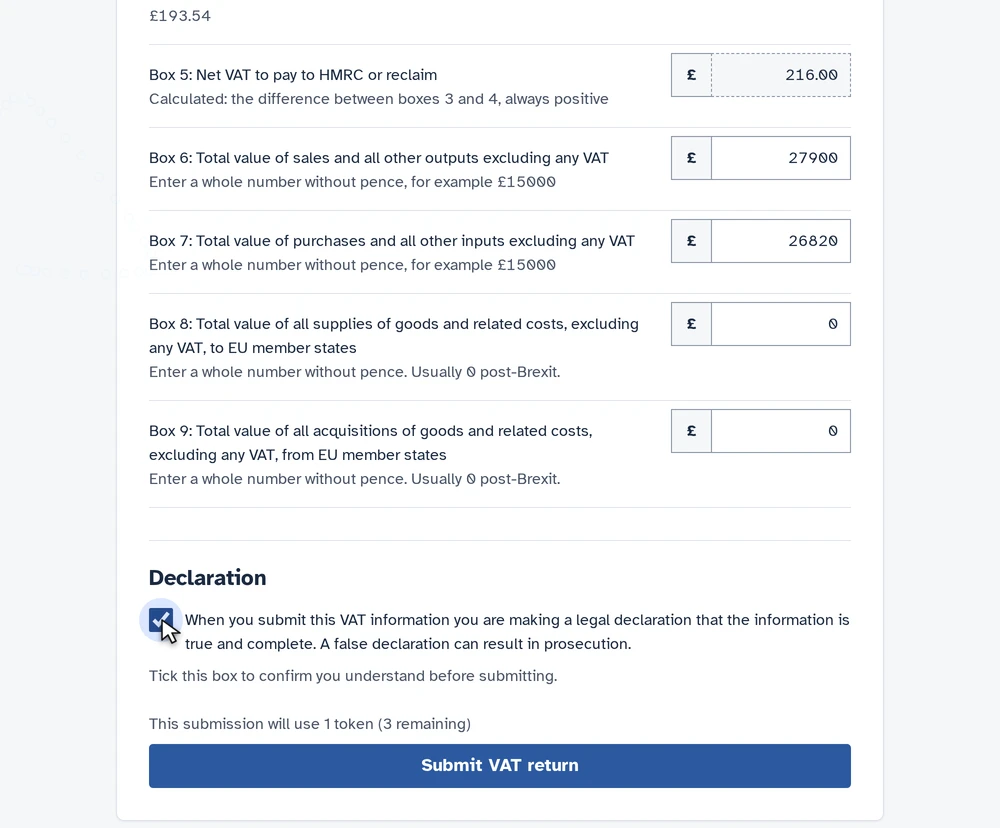 £193.54
Box 5: Net VAT to pay to HMRC or reclaim
£ 216.00
Calculated: the difference between boxes 3 and 4, always positive
Box 6: Total value of sales and all other outputs excluding any VAT
£ 27900
Enter a whole number without pence, for example £15000
Box 7: Total value of purchases and all other inputs excluding any VAT
£ 26820
Enter a whole number without pence, for example £15000
Box 8: Total value of all supplies of goods and related costs, excluding
any VAT, to EU member states
£ 0
Enter a whole number without pence. Usually 0 post-Brexit.
Box 9: Total value of all acquisitions of goods and related costs,
excluding any VAT, from EU member states
£ 0
Enter a whole number without pence. Usually 0 post-Brexit.
Declaration
When you submit this VAT information you are making a legal declaration that the information is
true and complete. A false declaration can result in prosecution.
Tick this box to confirm you understand before submitting.
This submission will use 1 token (3 remaining)
Submit VAT return